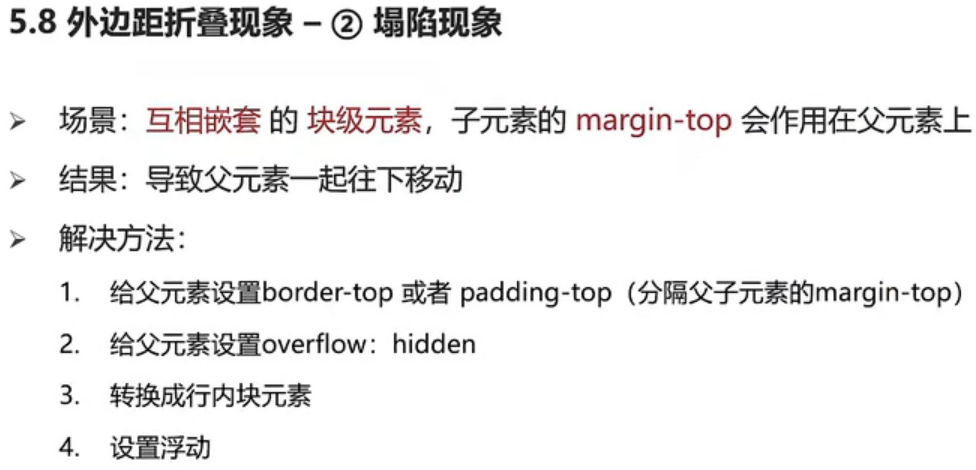 5.8 外边距折叠现象 – ② 塌陷现象
➢ 场景：互相嵌套 的 块级元素，子元素的 margin-top 会作用在父元素上
➢ 结果：导致父元素一起往下移动
➢ 解决方法：
1. 给父元素设置border-top 或者 padding-top（分隔父子元素的margin-top）
2. 给父元素设置overflow：hidden
3. 转换成行内块元素
4. 设置浮动